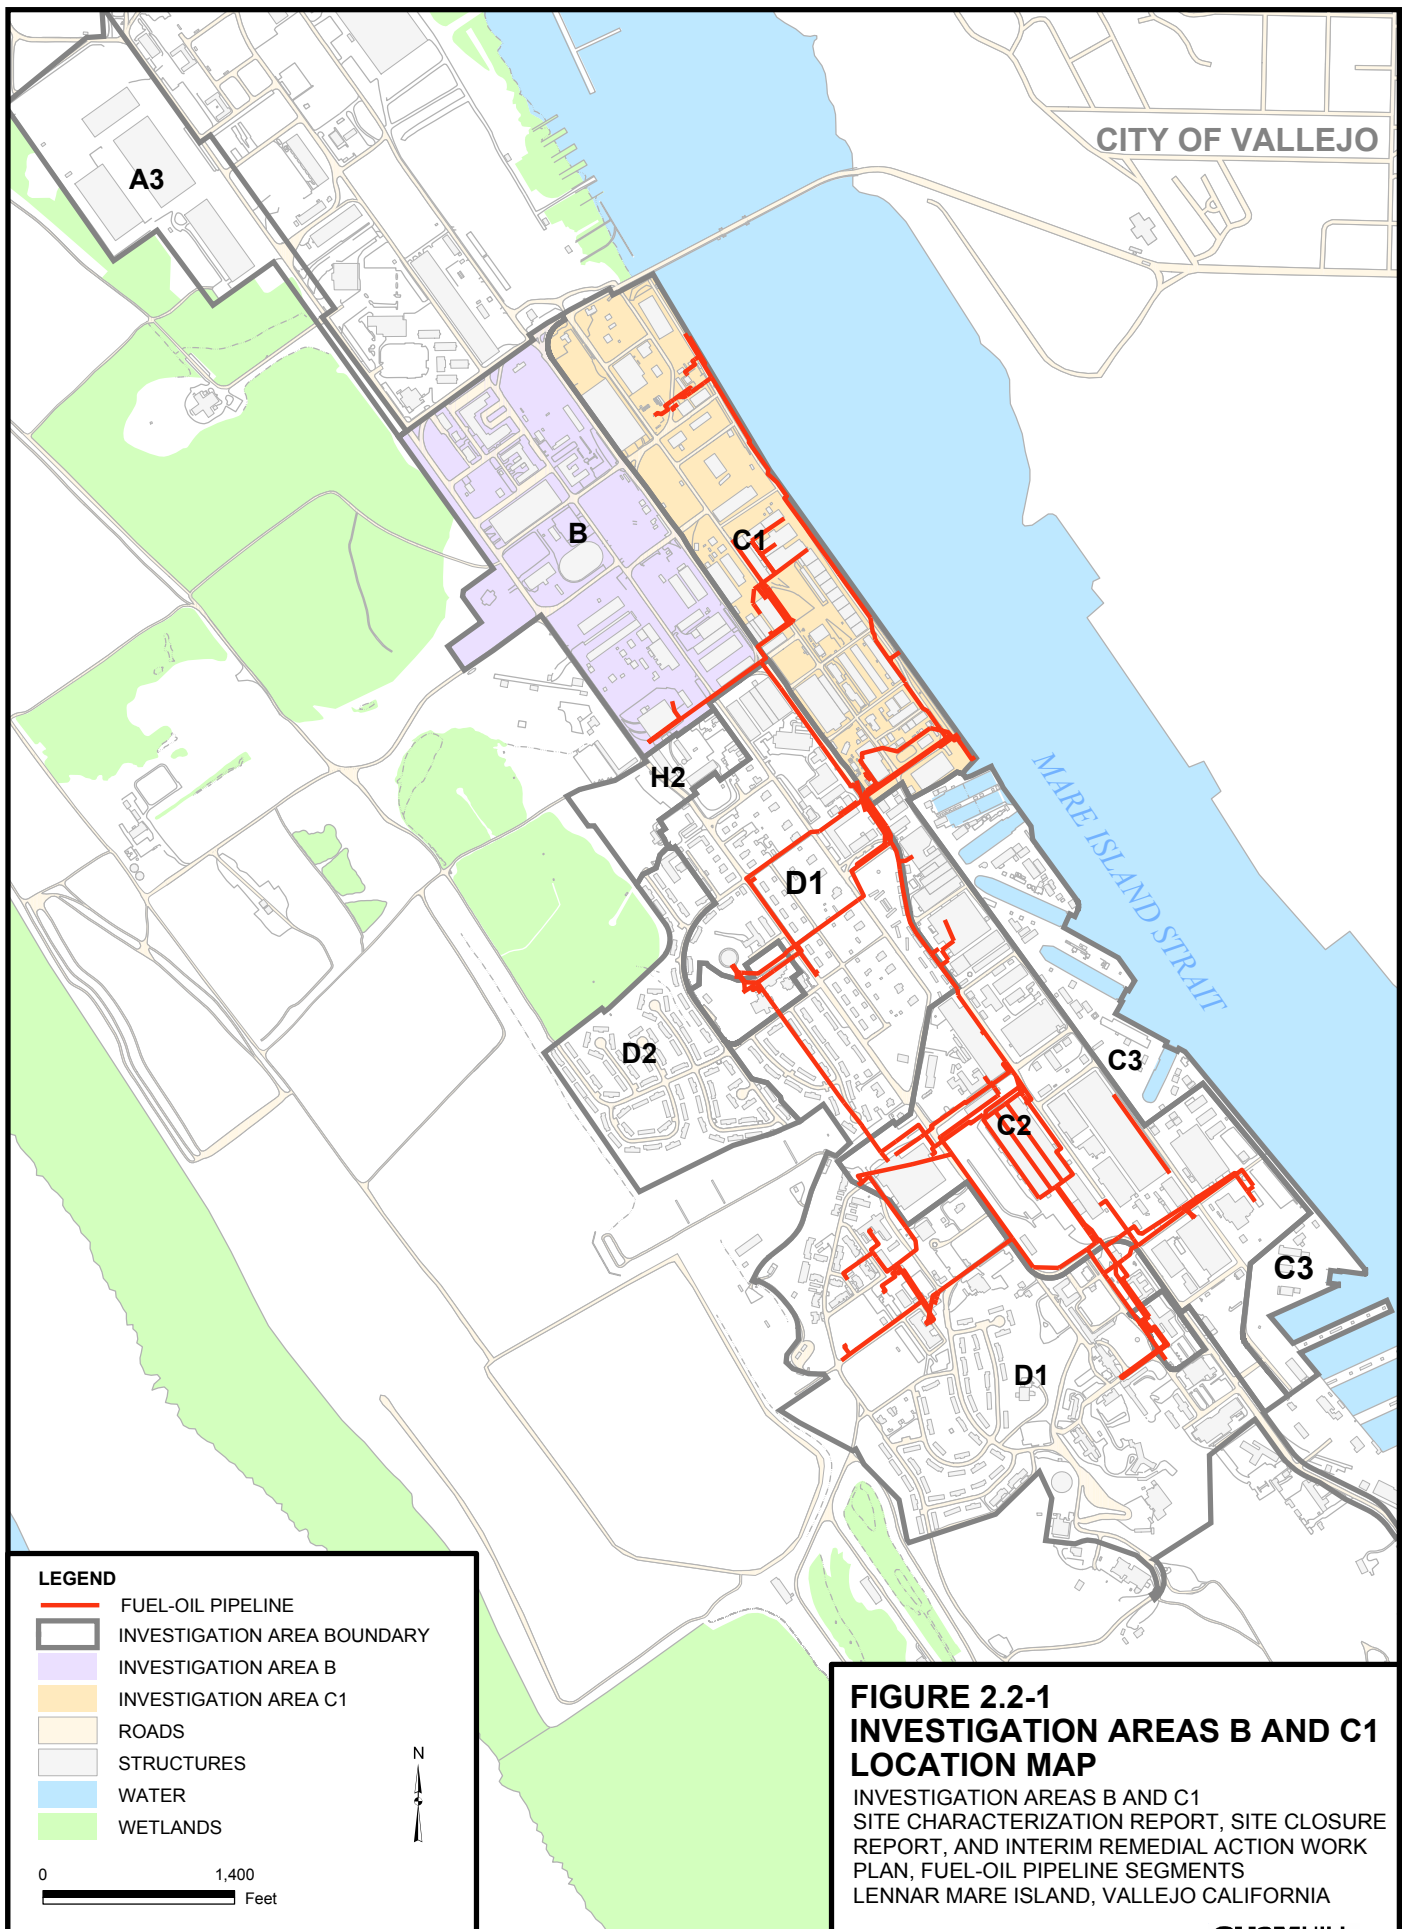 CITY OF VALLEJO
A3
B
C1
H2
D1
MARE ISLAND STRAIT
D2
C3
C2
C3
D1
LEGEND
FUEL-OIL PIPELINE
INVESTIGATION AREA BOUNDARY
INVESTIGATION AREA B
INVESTIGATION AREA C1
ROADS
STRUCTURES
WATER
WETLANDS
N
0 1,400
Feet
FIGURE 2.2-1
INVESTIGATION AREAS B AND C1
LOCATION MAP
INVESTIGATION AREAS B AND C1
SITE CHARACTERIZATION REPORT, SITE CLOSURE
REPORT, AND INTERIM REMEDIAL ACTION WORK
PLAN, FUEL-OIL PIPELINE SEGMENTS
LENNAR MARE ISLAND, VALLEJO CALIFORNIA